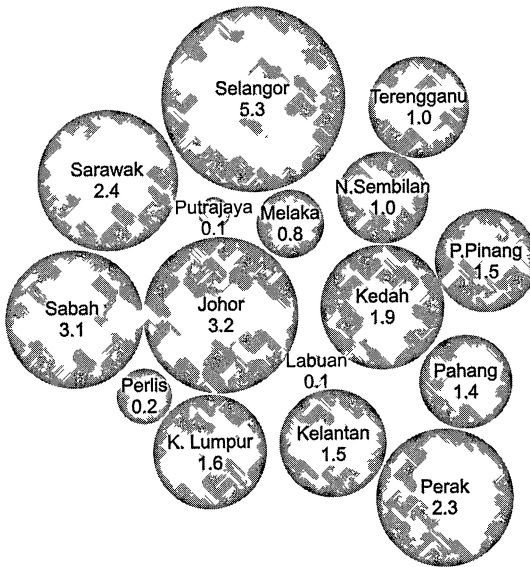 Selangor
5.3
Terengganu
1.0
Sarawak
2.4
N.Sembilan
1.0
Putrajaya
0.1
Melaka
0.8
P.Pinang
1.5
Sabah
3.1
Johor
3.2
Kedah
1.9
Labuan
0.1
Pahang
1.4
Perlis
0.2
K. Lumpur
1.6
Kelantan
1.5
Perak
2.3